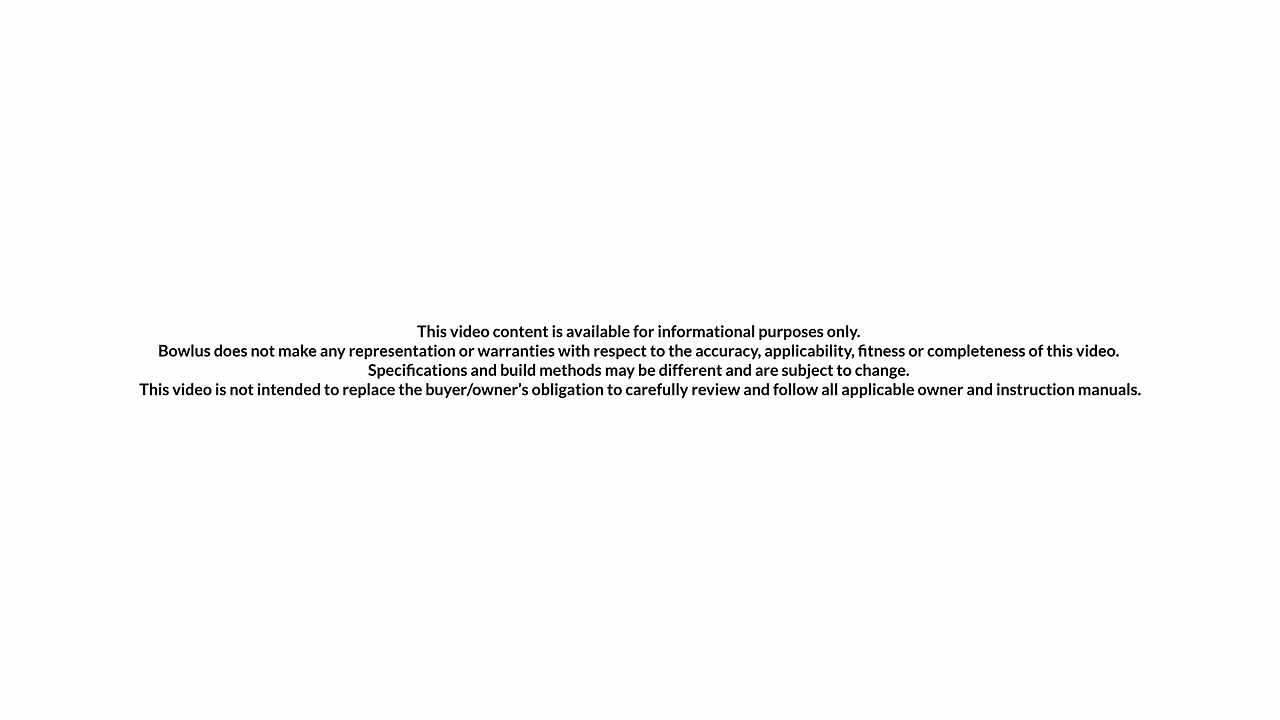 This video content is available for informational purposes only.
Bowlus does not make any representation or warranties with respect to the accuracy, applicability, fitness or completeness of this video.
Specifications and build methods may be different and are subject to change.
This video is not intended to replace the buyer/owner’s obligation to carefully review and follow all applicable owner and instruction manuals.